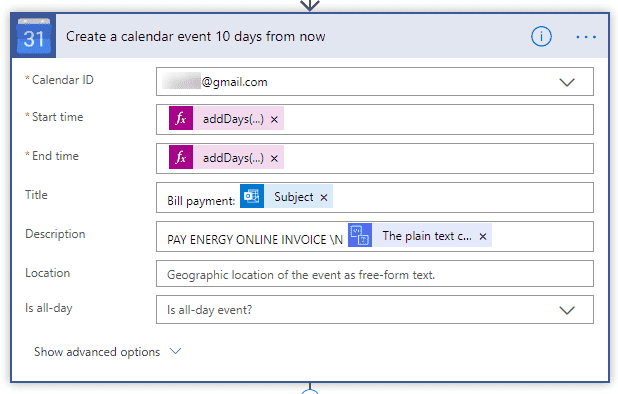 31 Create a calendar event 10 days from now i ...
* Calendar ID @gmail.com
* Start time fx addDays(...) ×
* End time fx addDays(...) ×
Title Bill payment: Subject ×
Description PAY ENERGY ONLINE INVOICE \N The plain text c... ×
Location Geographic location of the event as free-form text.
Is all-day Is all-day event?
Show advanced options